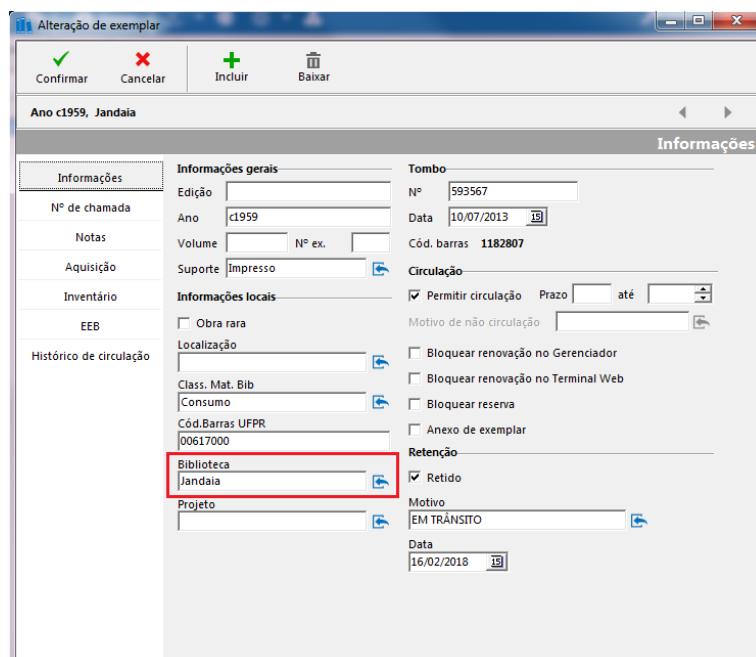 Alteração de exemplar
Confirmar Cancelar Incluir Baixar
Ano c1959, Jandaia
Informações
Informações
Nº de chamada
Notas
Aquisição
Inventário
EEB
Histórico de circulação
Informações gerais
Edição
Ano c1959
Volume Nº ex.
Suporte Impresso
Informações locais
Obra rara
Localização
Class. Mat. Bib
Consumo
Cód.Barras UFPR
00617000
Biblioteca
Jandaia
Projeto
Tombo
Nº 593567
Data 10/07/2013 15
Cód. barras 1182807
Circulação
Permitir circulação Prazo até
Motivo de não circulação
Bloquear renovação no Gerenciador
Bloquear renovação no Terminal Web
Bloquear reserva
Anexo de exemplar
Retenção
Retido
Motivo
EM TRÂNSITO
Data
16/02/2018 15